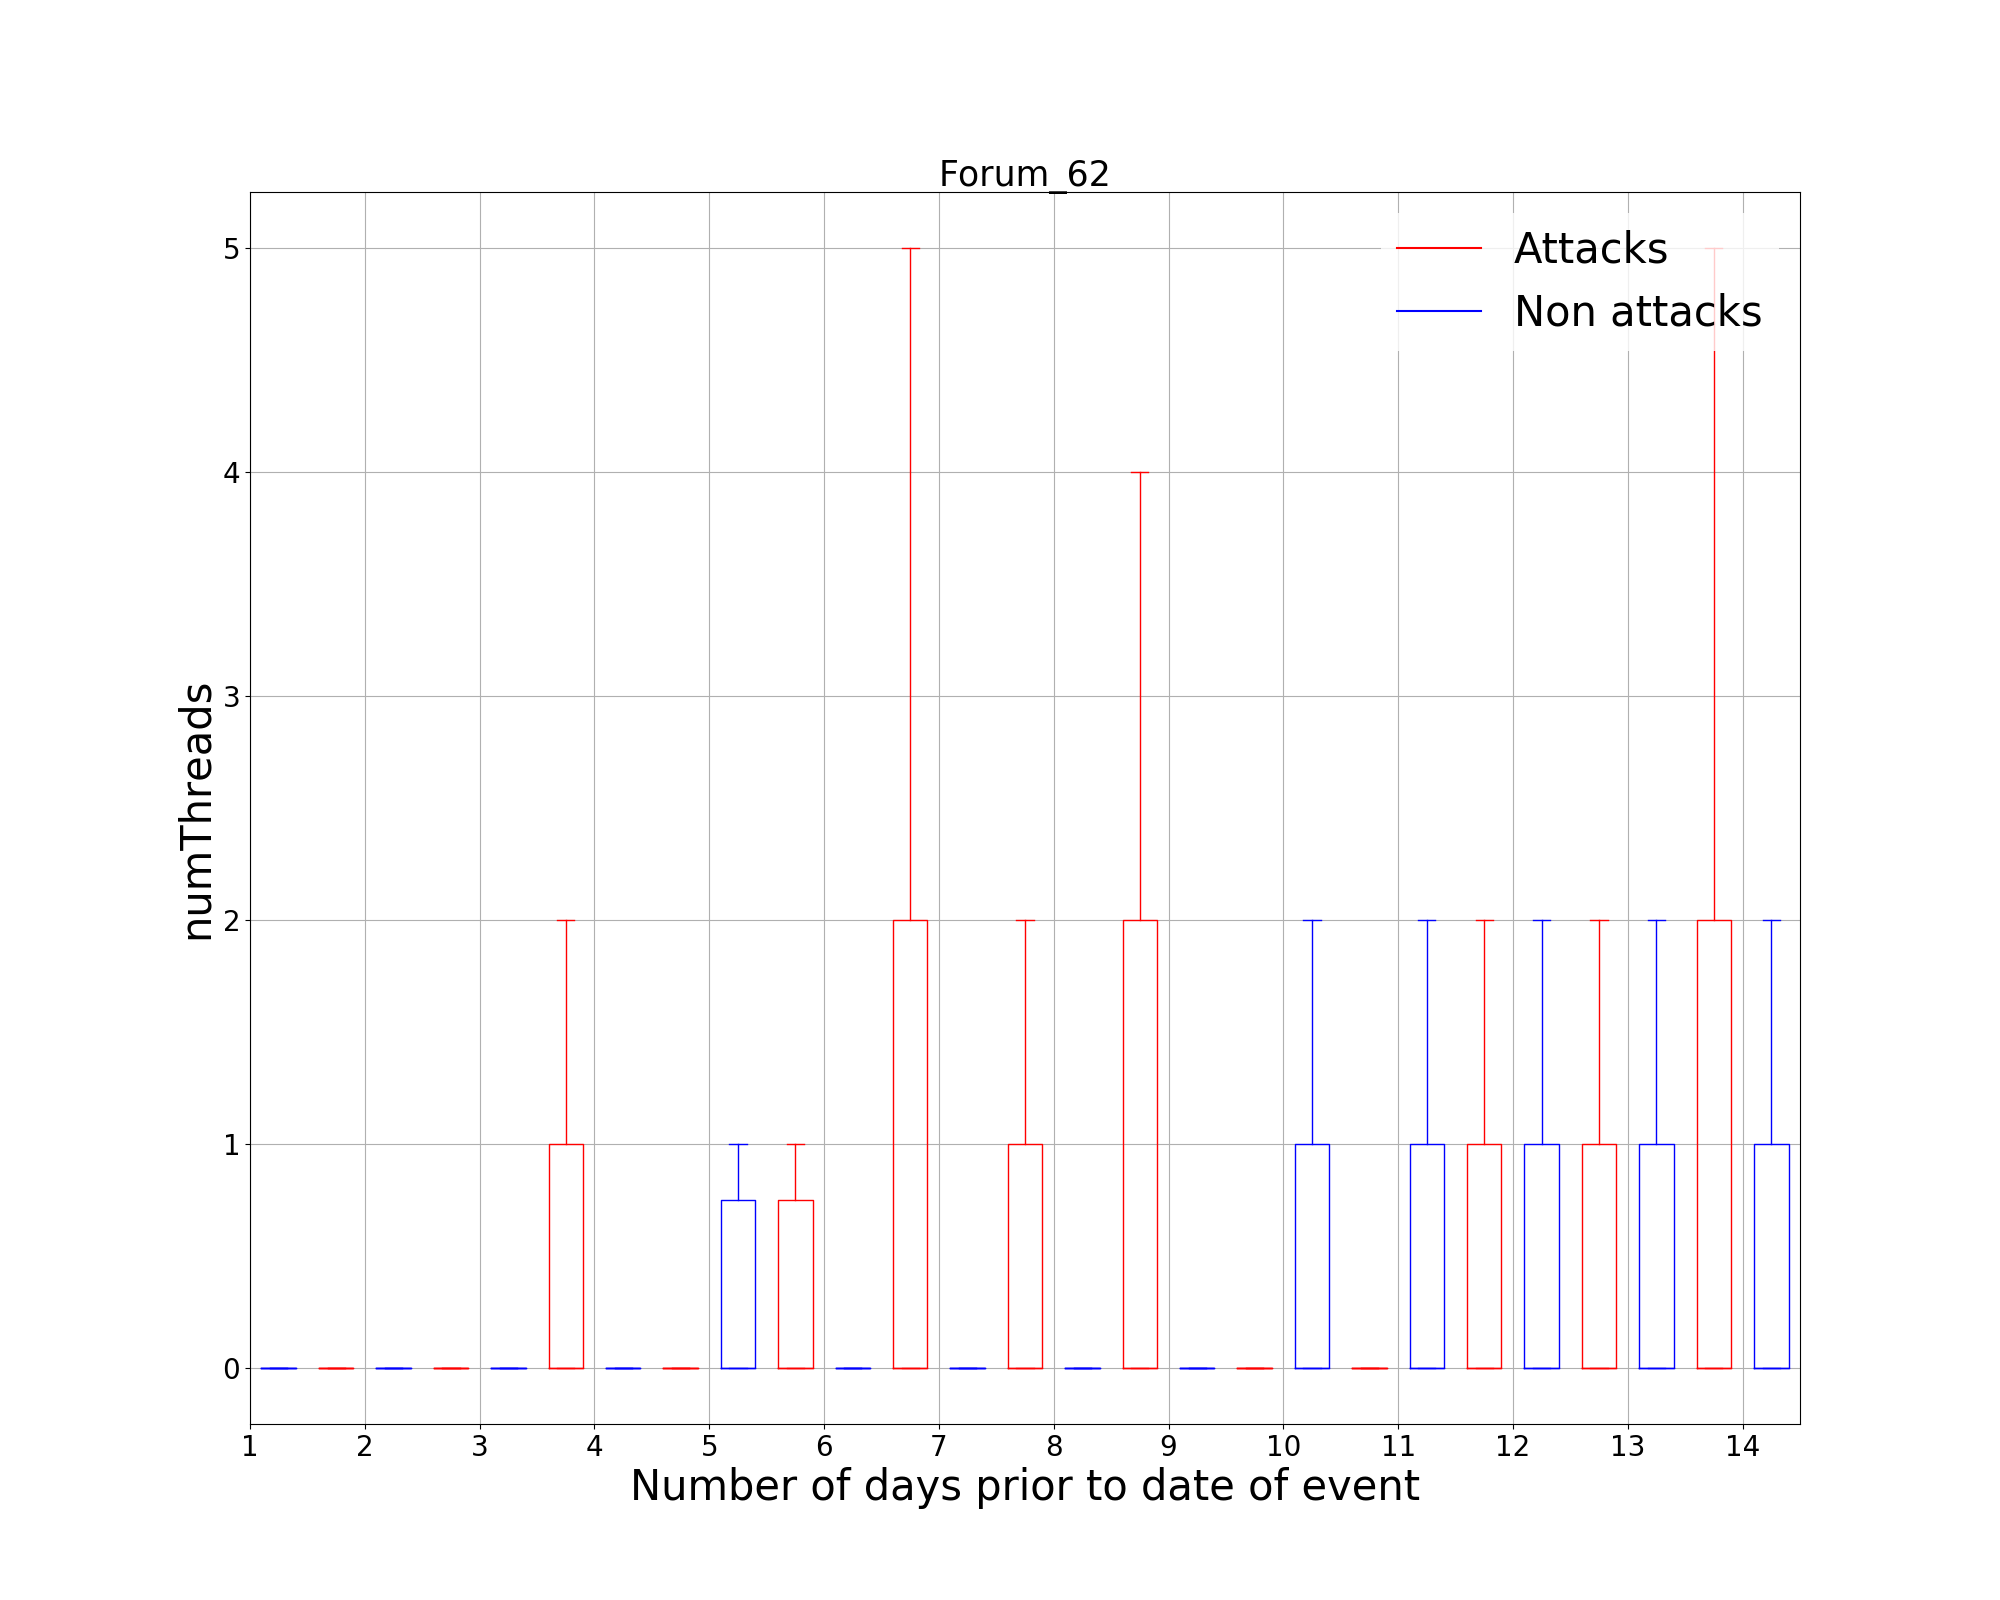 Forum_62
Attacks
Non attacks
numThreads
5
4
3
2
1
0
1 2 3 4 5 6 7 8 9 10 11 12 13 14
Number of days prior to date of event